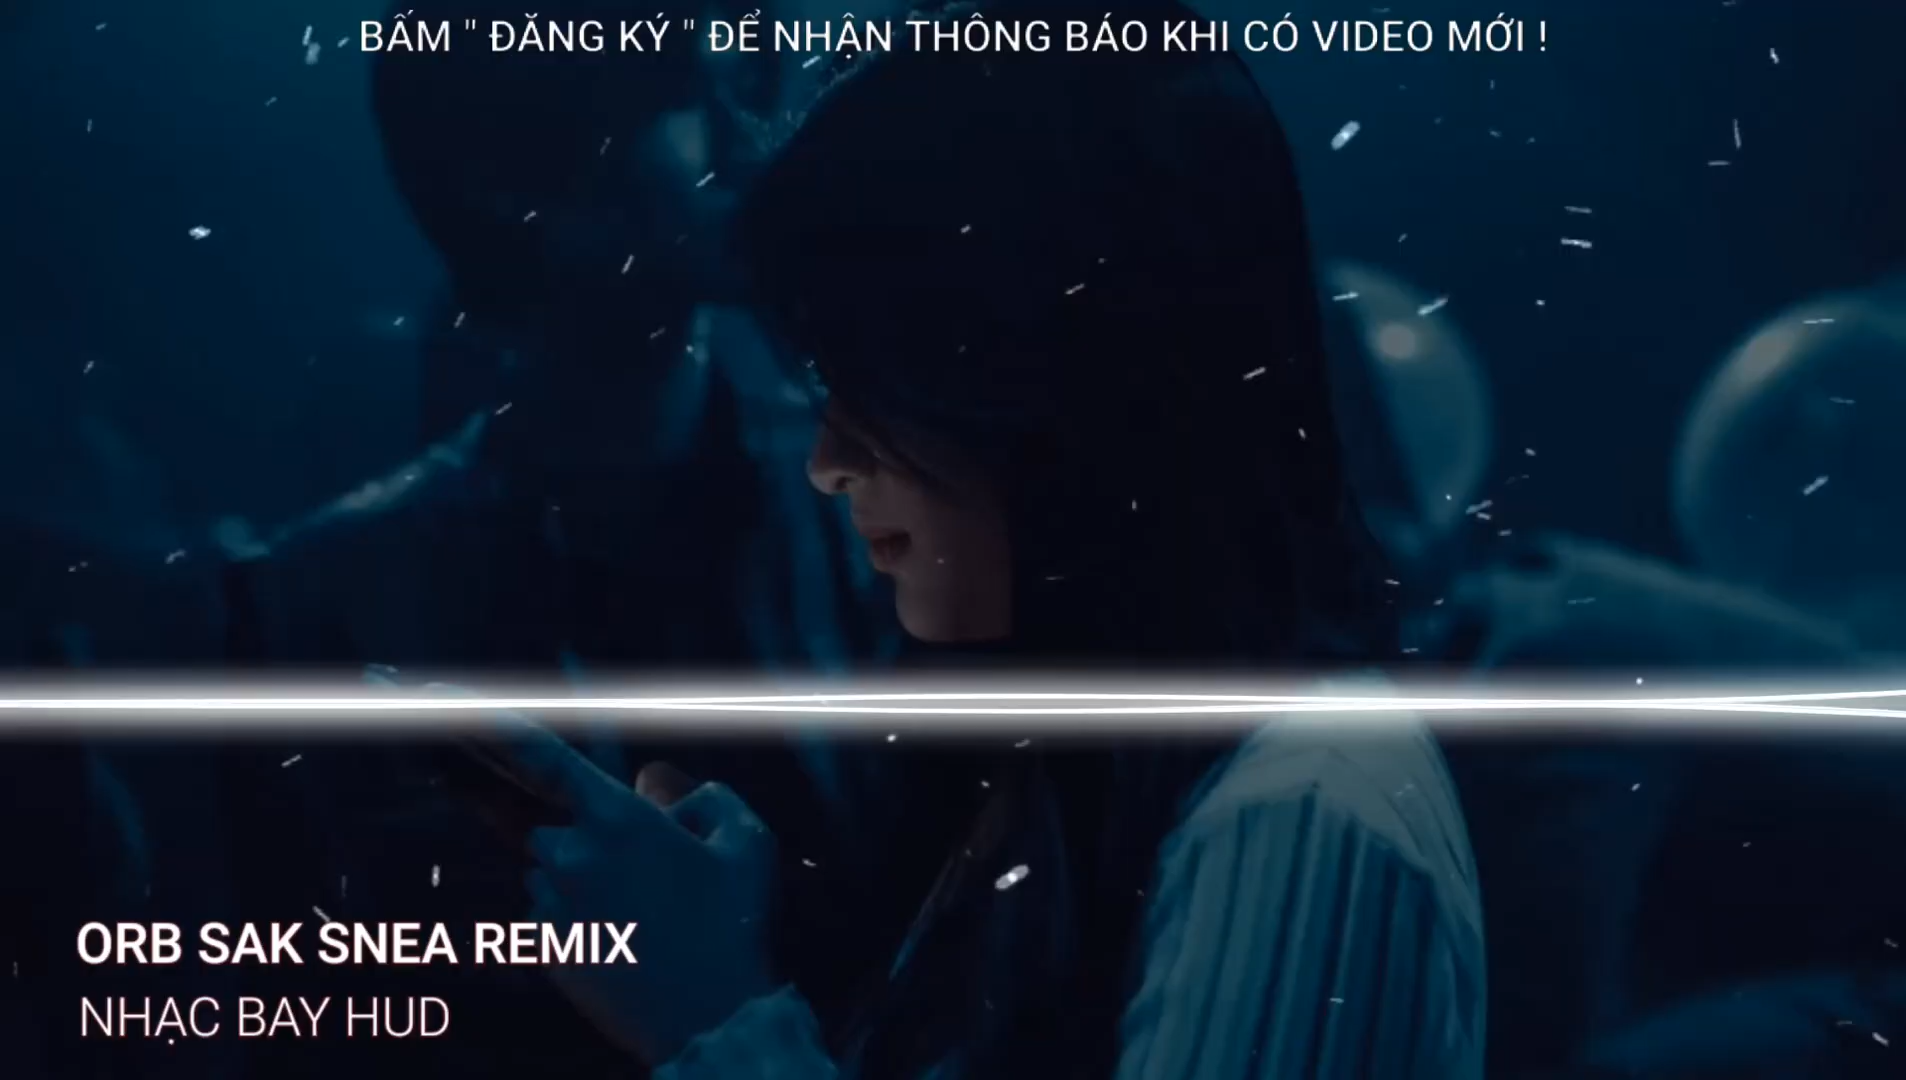 BẤM " ĐĂNG KÝ " ĐỂ NHẬN THÔNG BÁO KHI CÓ VIDEO MỚI !
ORB SAK SNEA REMIX
NHẠC BAY HUD